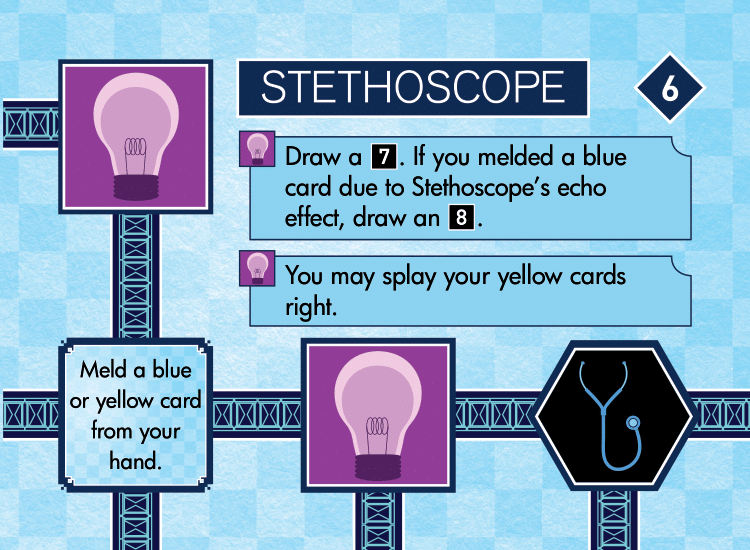 STETHOSCOPE
6
Draw a 7. If you melded a blue
card due to Stethoscope’s echo
effect, draw an 8.
You may splay your yellow cards
right.
Meld a blue
or yellow card
from your
hand.